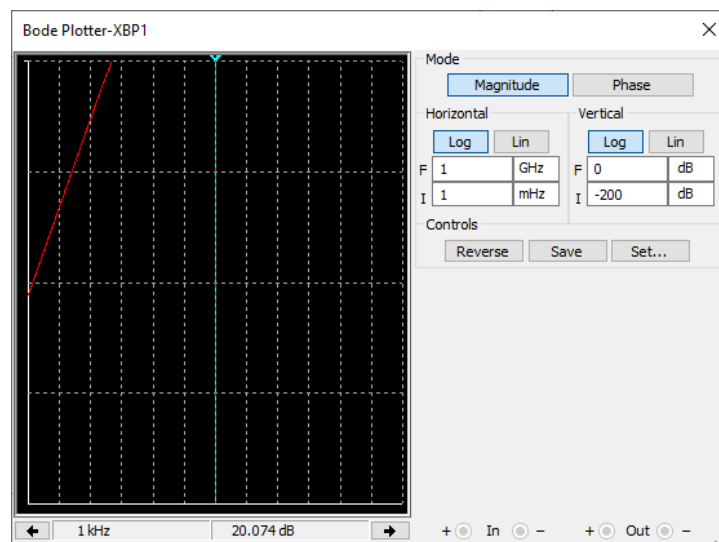 Bode Plotter-XBP1
Mode
Magnitude Phase
Horizontal Vertical
Log Lin Log Lin
F 1 GHz F 0 dB
I 1 mHz I -200 dB
Controls
Reverse Save Set...
1 kHz 20.074 dB + In − + Out −